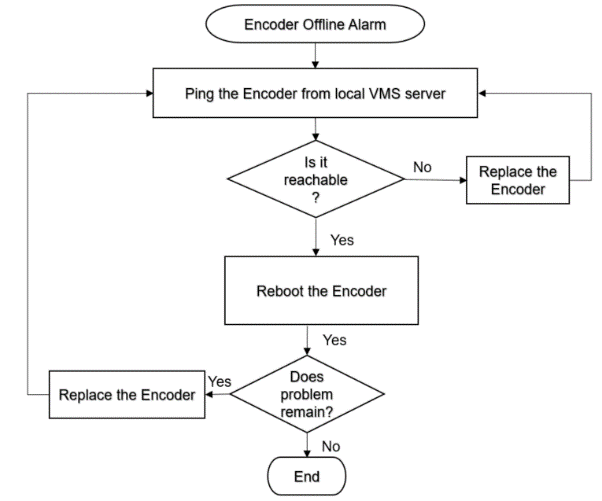 Encoder Offline Alarm
Ping the Encoder from local VMS server
Is it
reachable
?
No
Replace the
Encoder
Yes
Reboot the Encoder
Yes
Does
problem
remain?
Yes
Replace the Encoder
No
End